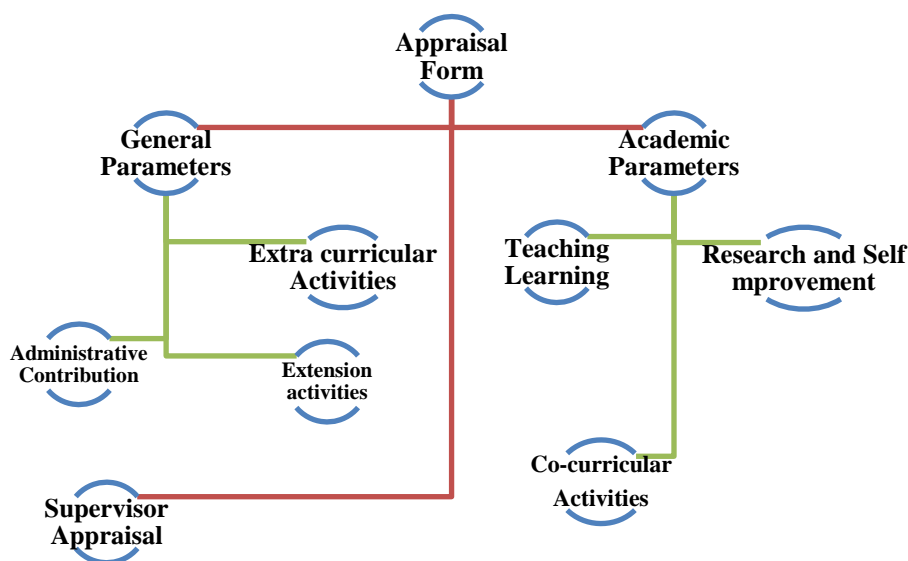 Appraisal
Form
General
Parameters
Academic
Parameters
Extra curricular
Activities
Teaching
Learning
Research and Self
mprovement
Administrative
Contribution
Extension
activities
Co-curricular
Activities
Supervisor
Appraisal